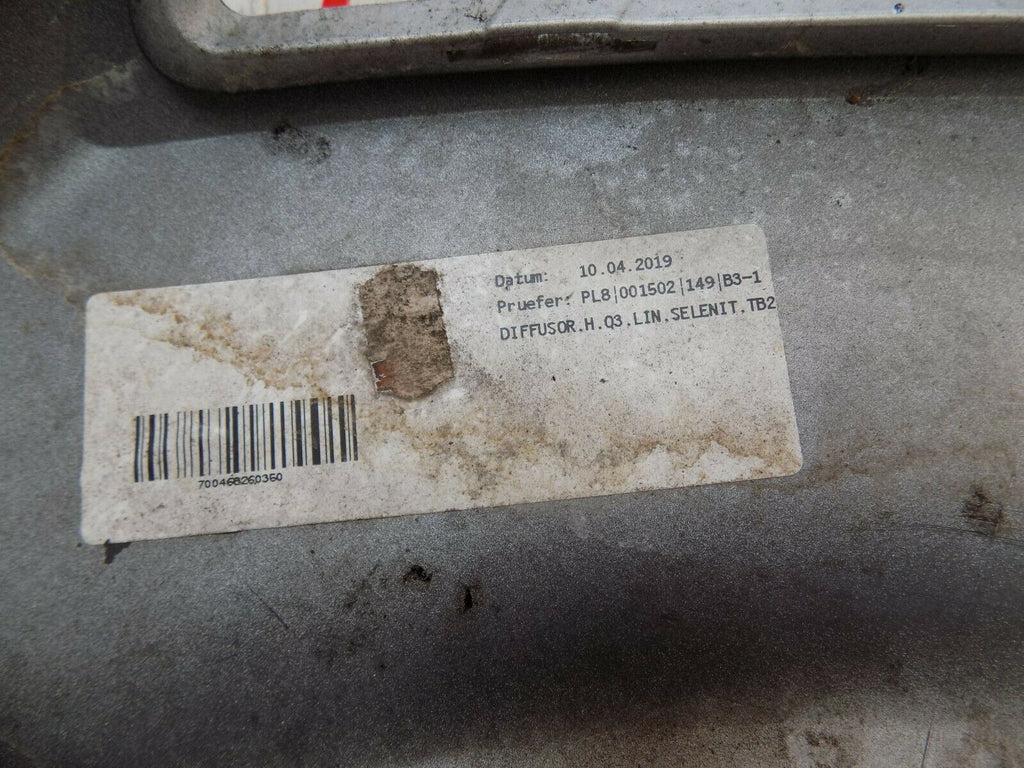 Datum: 10.04.2019
Pruefer: PL8|001502|149|B3-1
DIFFUSOR.H.Q3.LIN.SELENIT.TB2
700468260360